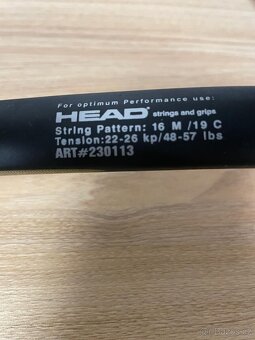 For optimum Performance use:
HEAD strings and grips
String Pattern: 16 M /19 C
Tension:22-26 kp/48-57 lbs
ART#230113